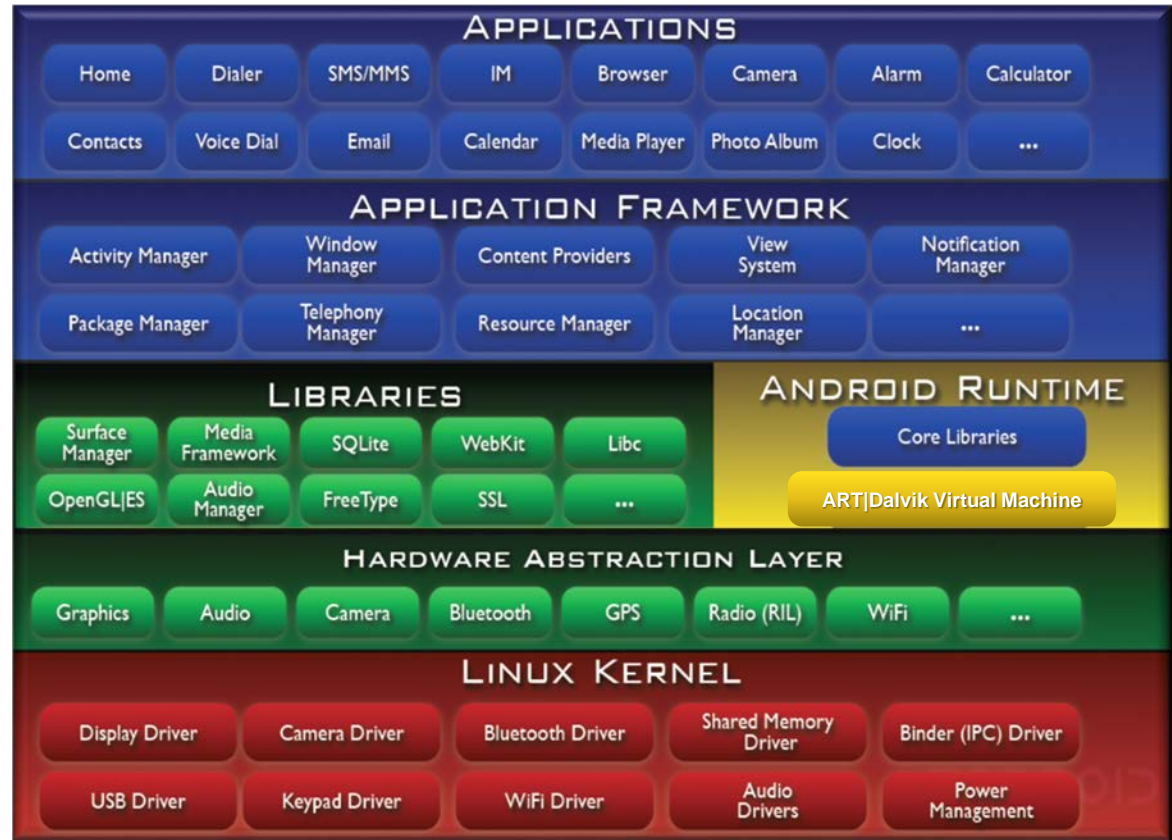 APPLICATIONS
Home Dialer SMS/MMS IM Browser Camera Alarm Calculator
Contacts Voice Dial Email Calendar Media Player Photo Album Clock ...
APPLICATION FRAMEWORK
Activity Manager Window Manager Content Providers View System Notification Manager
Package Manager Telephony Manager Resource Manager Location Manager ...
LIBRARIES
Surface Manager Media Framework SQLite WebKit Libc
OpenGL|ES Audio Manager FreeType SSL ...
ANDROID RUNTIME
Core Libraries
ART|Dalvik Virtual Machine
HARDWARE ABSTRACTION LAYER
Graphics Audio Camera Bluetooth GPS Radio (RIL) WiFi ...
LINUX KERNEL
Display Driver Camera Driver Bluetooth Driver Shared Memory Driver Binder (IPC) Driver
USB Driver Keypad Driver WiFi Driver Audio Drivers Power Management